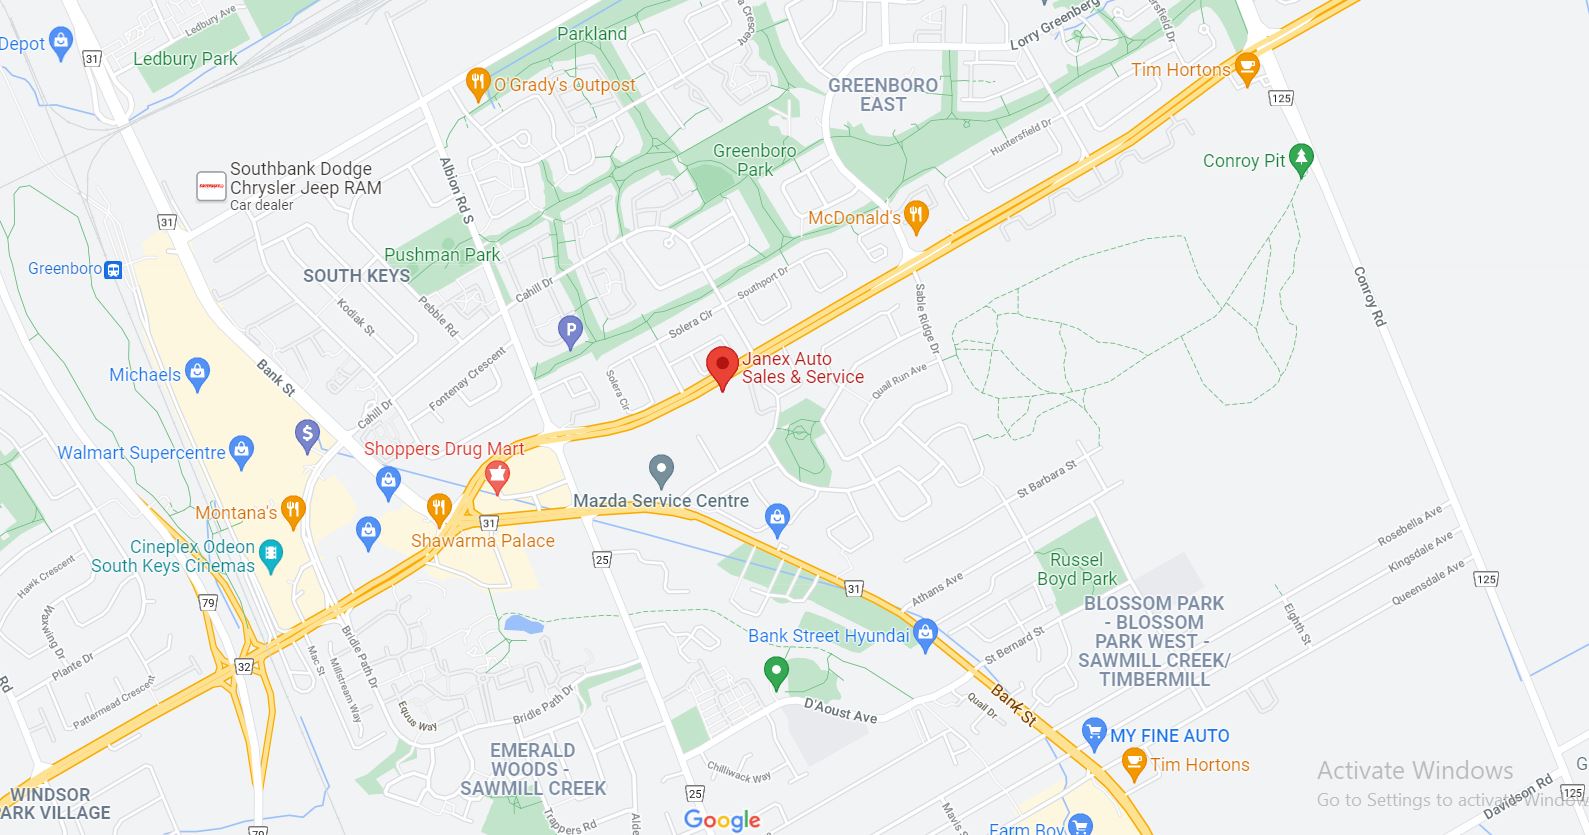 Ledbury Ave
Depot
31
Ledbury Park
Parkland
Crescent
Lorry Greenberg
Huntersfield Dr
Tim Hortons
125
O'Grady's Outpost
GREENBORO
EAST
Huntersfield Dr
Greenboro
Park
Conroy Pit
Southbank Dodge
Chrysler Jeep RAM
Car dealer
Albion Rd S
31
McDonald's
Pushman Park
Greenboro
SOUTH KEYS
Cahill Dr
Southport Dr
Kodiak St
Pebble Rd
Solera Cir
Sable Ridge Dr
Conroy Rd
P
Michaels
Bank St
Fontenay Crescent
Solera Cir
Janex Auto
Sales & Service
Quail Run Ave
Cahill Dr
$
Walmart Supercentre
Shoppers Drug Mart
Mazda Service Centre
St Barbara St
Montana's
31
Shawarma Palace
Rosebella Ave
Kingsdale Ave
Queensdale Ave
Cineplex Odeon
South Keys Cinemas
25
Russel
Boyd Park
125
Hawk Crescent
79
31
Athans Ave
Waxwing Dr
BLOSSOM PARK
- BLOSSOM
PARK WEST -
SAWMILL CREEK/
TIMBERMILL
Eighth St
Bridle Path Dr
Bank Street Hyundai
St Bernard St
Plante Dr
32
Mac St
Millstream Way
Rd
Pattermead Crescent
Equus Way
Bridle Path Dr
D'Aoust Ave
Quail Dr
Bank St
MY FINE AUTO
EMERALD
WOODS -
SAWMILL CREEK
Chilliwack Way
Tim Hortons
Activate Windows
Go to Settings to activate Windows
G
WINDSOR
PARK VILLAGE
25
125
Davidson Rd
Google
Trappers Rd
Alde
Mavis S
79
Farm Boy